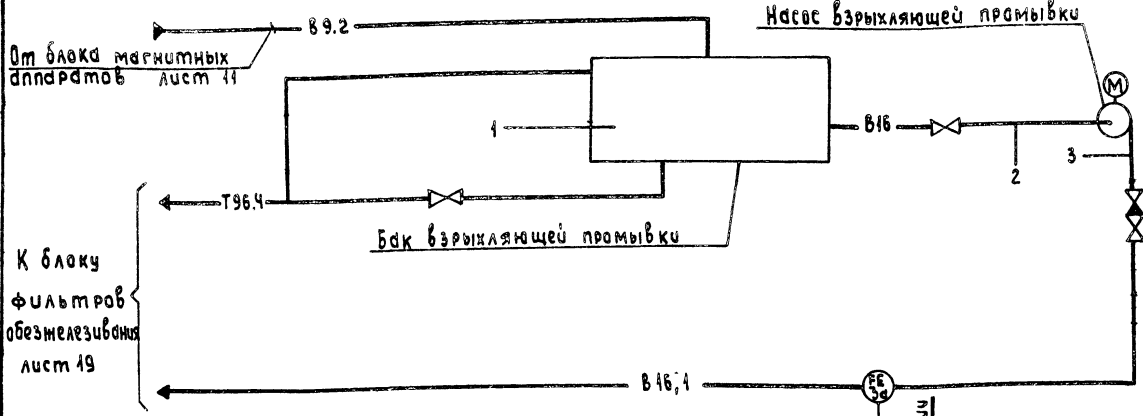 В9.2
Насос взрыхляющей промывки
От блока магнитных
аппаратов лист 11
М
1
В16
2
3
Т96.4
Бак взрыхляющей промывки
К блоку
фильтров
обезжелезивания
лист 19
В16.1
FE
3а